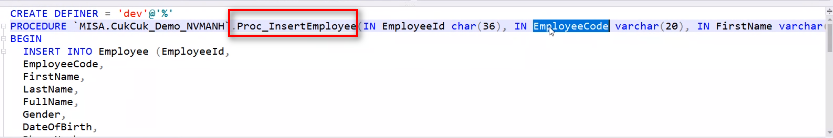 CREATE DEFINER = 'dev'@'%'
PROCEDURE `MISA.CukCuk_Demo_NVMANH`.Proc_InsertEmployee(IN EmployeeId char(36), IN EmployeeCode varchar(20), IN FirstName varchar
BEGIN
INSERT INTO Employee (EmployeeId,
EmployeeCode,
FirstName,
LastName,
FullName,
Gender,
DateOfBirth,